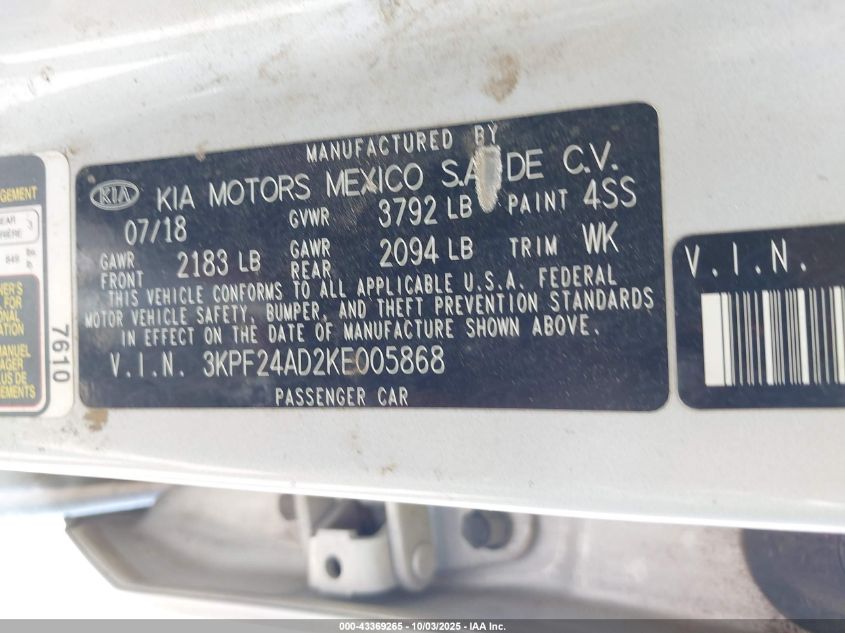 MANUFACTURED BY
KIA KIA MOTORS MEXICO S.A DE C.V.
07/18 GVWR 3792 LB PAINT 4SS
GAWR FRONT 2183 LB GAWR REAR 2094 LB TRIM WK
THIS VEHICLE CONFORMS TO ALL APPLICABLE U.S.A. FEDERAL
MOTOR VEHICLE SAFETY, BUMPER, AND THEFT PREVENTION STANDARDS
IN EFFECT ON THE DATE OF MANUFACTURE SHOWN ABOVE.
V.I.N. 3KPF24AD2KE005868
PASSENGER CAR
7610
V.I.N.
000-43369265 - 10/03/2025 - IAA Inc.